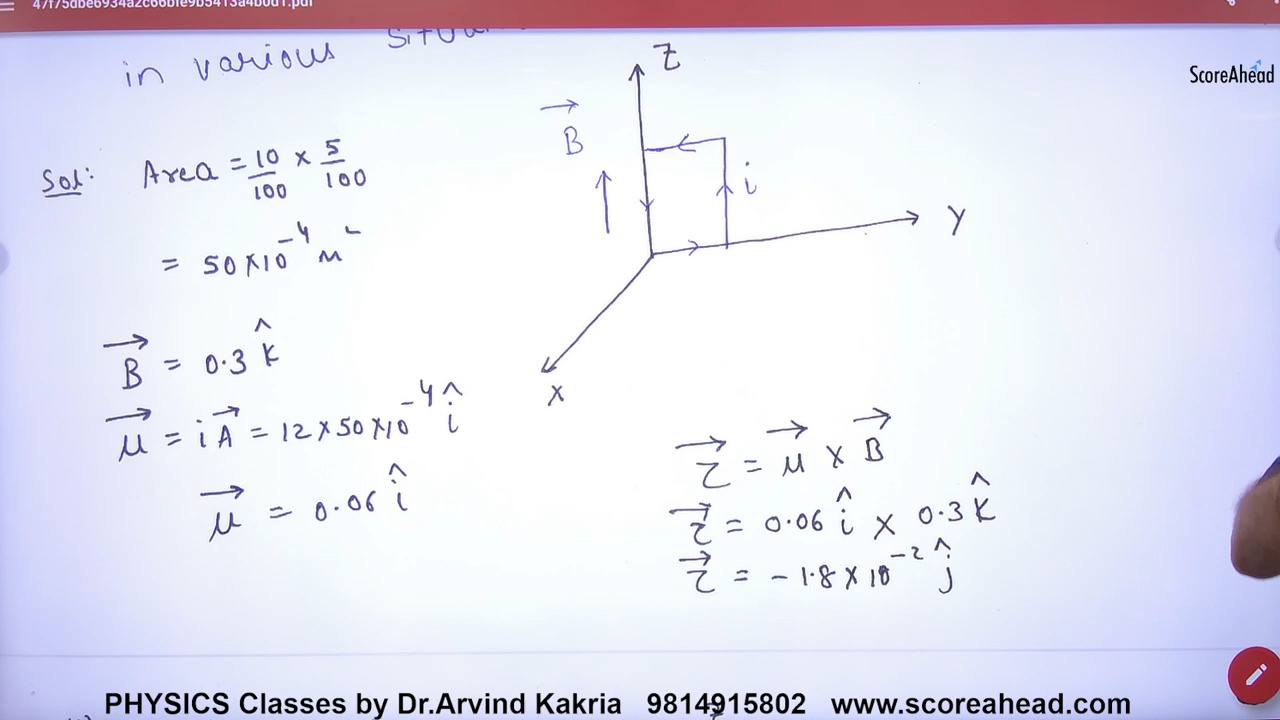 47f75dbe6934a2c66bfe9b5413a4b0d1.pdf
in various
ScoreAhead
Sol: Area = 10/100 × 5/100
= 50×10⁻⁴ m²
B⃗ = 0.3 k̂
μ⃗ = i A⃗ = 12×50×10⁻⁴ î
μ⃗ = 0.06 î
Z
B⃗
i
Y
X
τ⃗ = μ⃗ × B⃗
τ⃗ = 0.06 î × 0.3 k̂
τ⃗ = -1.8×10⁻² ĵ
PHYSICS Classes by Dr.Arvind Kakria 9814915802 www.scoreahead.com